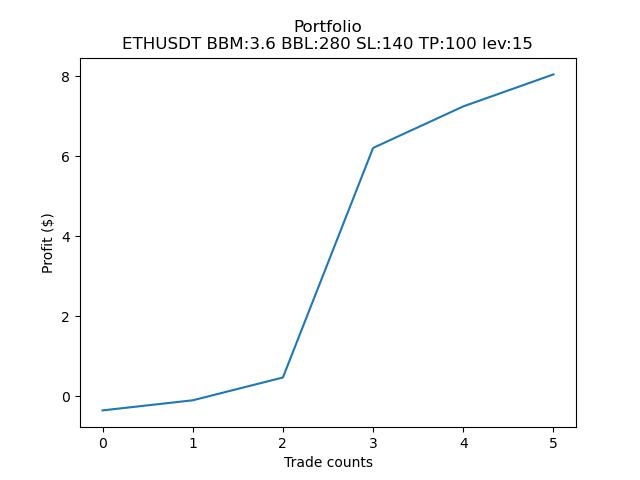 Portfolio
ETHUSDT BBM:3.6 BBL:280 SL:140 TP:100 lev:15
8
6
4
2
0
Profit ($)
0 1 2 3 4 5
Trade counts